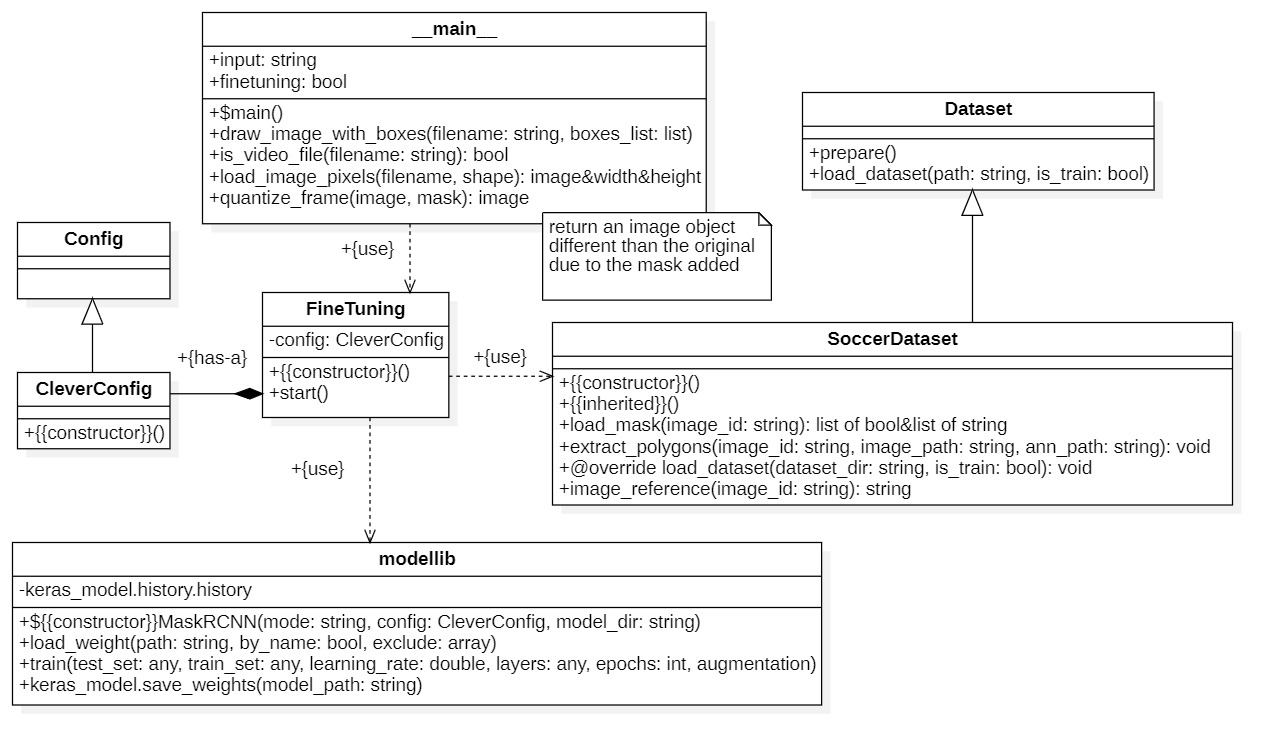 __main__
+input: string
+finetuning: bool
+$main()
+draw_image_with_boxes(filename: string, boxes_list: list)
+is_video_file(filename: string): bool
+load_image_pixels(filename, shape): image&width&height
+quantize_frame(image, mask): image
return an image object
different than the original
due to the mask added
Dataset
+prepare()
+load_dataset(path: string, is_train: bool)
Config
+{use}
FineTuning
-config: CleverConfig
+{{constructor}}()
+start()
+{has-a}
CleverConfig
+{{constructor}}()
+{use}
SoccerDataset
+{{constructor}}()
+{{inherited}}()
+load_mask(image_id: string): list of bool&list of string
+extract_polygons(image_id: string, image_path: string, ann_path: string): void
+@override load_dataset(dataset_dir: string, is_train: bool): void
+image_reference(image_id: string): string
+{use}
modellib
-keras_model.history.history
+${{constructor}}MaskRCNN(mode: string, config: CleverConfig, model_dir: string)
+load_weight(path: string, by_name: bool, exclude: array)
+train(test_set: any, train_set: any, learning_rate: double, layers: any, epochs: int, augmentation)
+keras_model.save_weights(model_path: string)